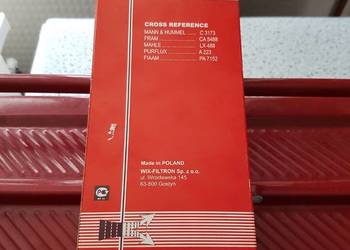 CROSS REFERENCE
MANN & HUMMEL ..... C 3173
FRAM ..................... CA 5486
MAHLE ................... LX 488
PURFLUX ............... A 223
FIAAM .................... PA 7152
Made in POLAND
WIX-FILTRON Sp. z o.o.
ul. Wrocławska 145
63-800 Gostyń